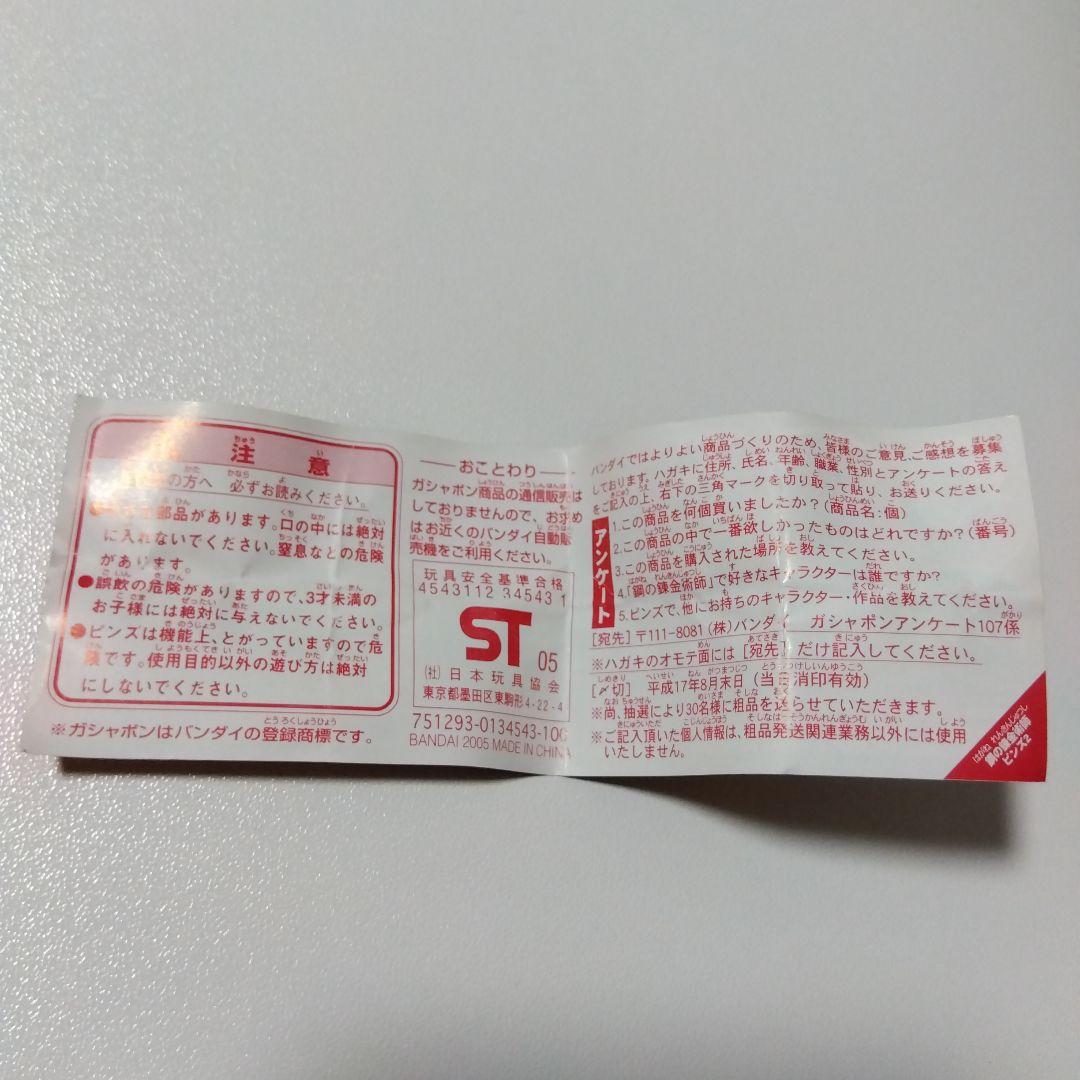 注意
の方へ 必ずお読みください。
部品があります。口の中には絶対
に入れないでください。窒息などの危険
があります。
●誤飲の危険がありますので、3才未満の
お子様には絶対に与えないでください。
●ピンズは機能上、とがっていますので危
険です。使用目的以外の遊び方は絶対
にしないでください。
※ガシャポンはバンダイの登録商標です。
おことわり
ガシャポン商品の通信販売は
しておりませんので、お求め
はお近くのバンダイ自動販
売機をご利用ください。
玩具安全基準合格
4543112 34543 1
ST 05
(社)日本玩具協会
東京都墨田区東駒形4-22-4
751293-0134543-100
BANDAI 2005 MADE IN CHINA
バンダイではよりよい商品づくりのため、皆様のご意見、ご感想を募集
しております。ハガキに住所、氏名、年齢、職業、性別とアンケートの答え
をご記入の上、右下の三角マークを切り取って貼り、お送りください。
アンケート
1.この商品を何個買いましたか?(商品名:個)
2.この商品の中で一番欲しかったものはどれですか?(番号)
3.この商品を購入された場所を教えてください。
4.「鋼の錬金術師」で好きなキャラクターは誰ですか?
5.ピンズで、他にお持ちのキャラクター・作品を教えてください。
[宛先]〒111-8081(株)バンダイ ガシャポンアンケート107係
※ハガキのオモテ面には[宛先]だけ記入してください。
[〆切] 平成17年8月末日(当日消印有効)
※尚、抽選により30名様に粗品を送らせていただきます。
※ご記入頂いた個人情報は、粗品発送関連業務以外には使用
いたしません。
鋼の錬金術師
ピンズ2